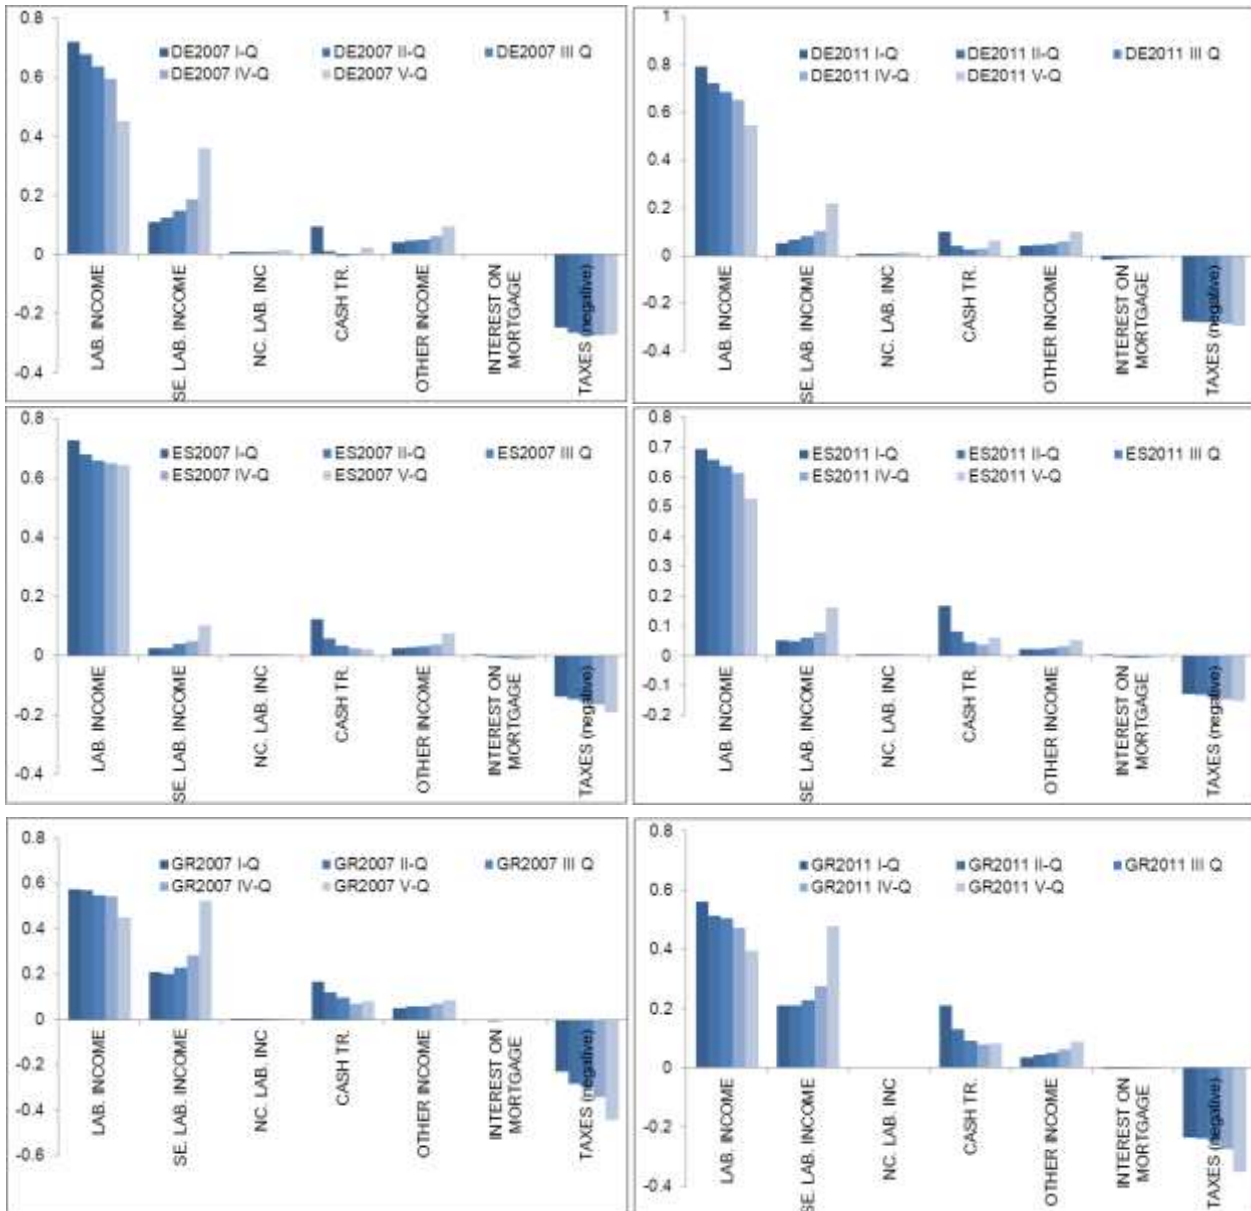 0.8
0.6
0.4
0.2
0
-0.2
-0.4
DE2007 I-Q DE2007 II-Q DE2007 III Q
DE2007 IV-Q DE2007 V-Q
LAB. INCOME
SE. LAB. INCOME
NC. LAB. INC
CASH TR.
OTHER INCOME
INTEREST ON
MORTGAGE
TAXES (negative)
1
0.8
0.6
0.4
0.2
0
-0.2
-0.4
DE2011 I-Q DE2011 II-Q DE2011 III Q
DE2011 IV-Q DE2011 V-Q
LAB. INCOME
SE. LAB. INCOME
NC. LAB. INC
CASH TR.
OTHER INCOME
INTEREST ON
MORTGAGE
TAXES (negative)
0.8
0.6
0.4
0.2
0
-0.2
-0.4
ES2007 I-Q ES2007 II-Q ES2007 III Q
ES2007 IV-Q ES2007 V-Q
LAB. INCOME
SE. LAB. INCOME
NC. LAB. INC
CASH TR.
OTHER INCOME
INTEREST ON
MORTGAGE
TAXES (negative)
0.8
0.7
0.6
0.5
0.4
0.3
0.2
0.1
0
-0.1
-0.2
ES2011 I-Q ES2011 II-Q ES2011 III Q
ES2011 IV-Q ES2011 V-Q
LAB. INCOME
SE. LAB. INCOME
NC. LAB. INC
CASH TR.
OTHER INCOME
INTEREST ON
MORTGAGE
TAXES (negative)
0.8
0.6
0.4
0.2
0
-0.2
-0.4
-0.6
GR2007 I-Q GR2007 II-Q GR2007 III Q
GR2007 IV-Q GR2007 V-Q
LAB. INCOME
SE. LAB. INCOME
NC. LAB. INC
CASH TR.
OTHER INCOME
INTEREST ON
MORTGAGE
TAXES (negative)
0.8
0.6
0.4
0.2
0
-0.2
-0.4
GR2011 I-Q GR2011 II-Q GR2011 III Q
GR2011 IV-Q GR2011 V-Q
LAB. INCOME
SE. LAB. INCOME
NC. LAB. INC
CASH TR.
OTHER INCOME
INTEREST ON
MORTGAGE
TAXES (negative)